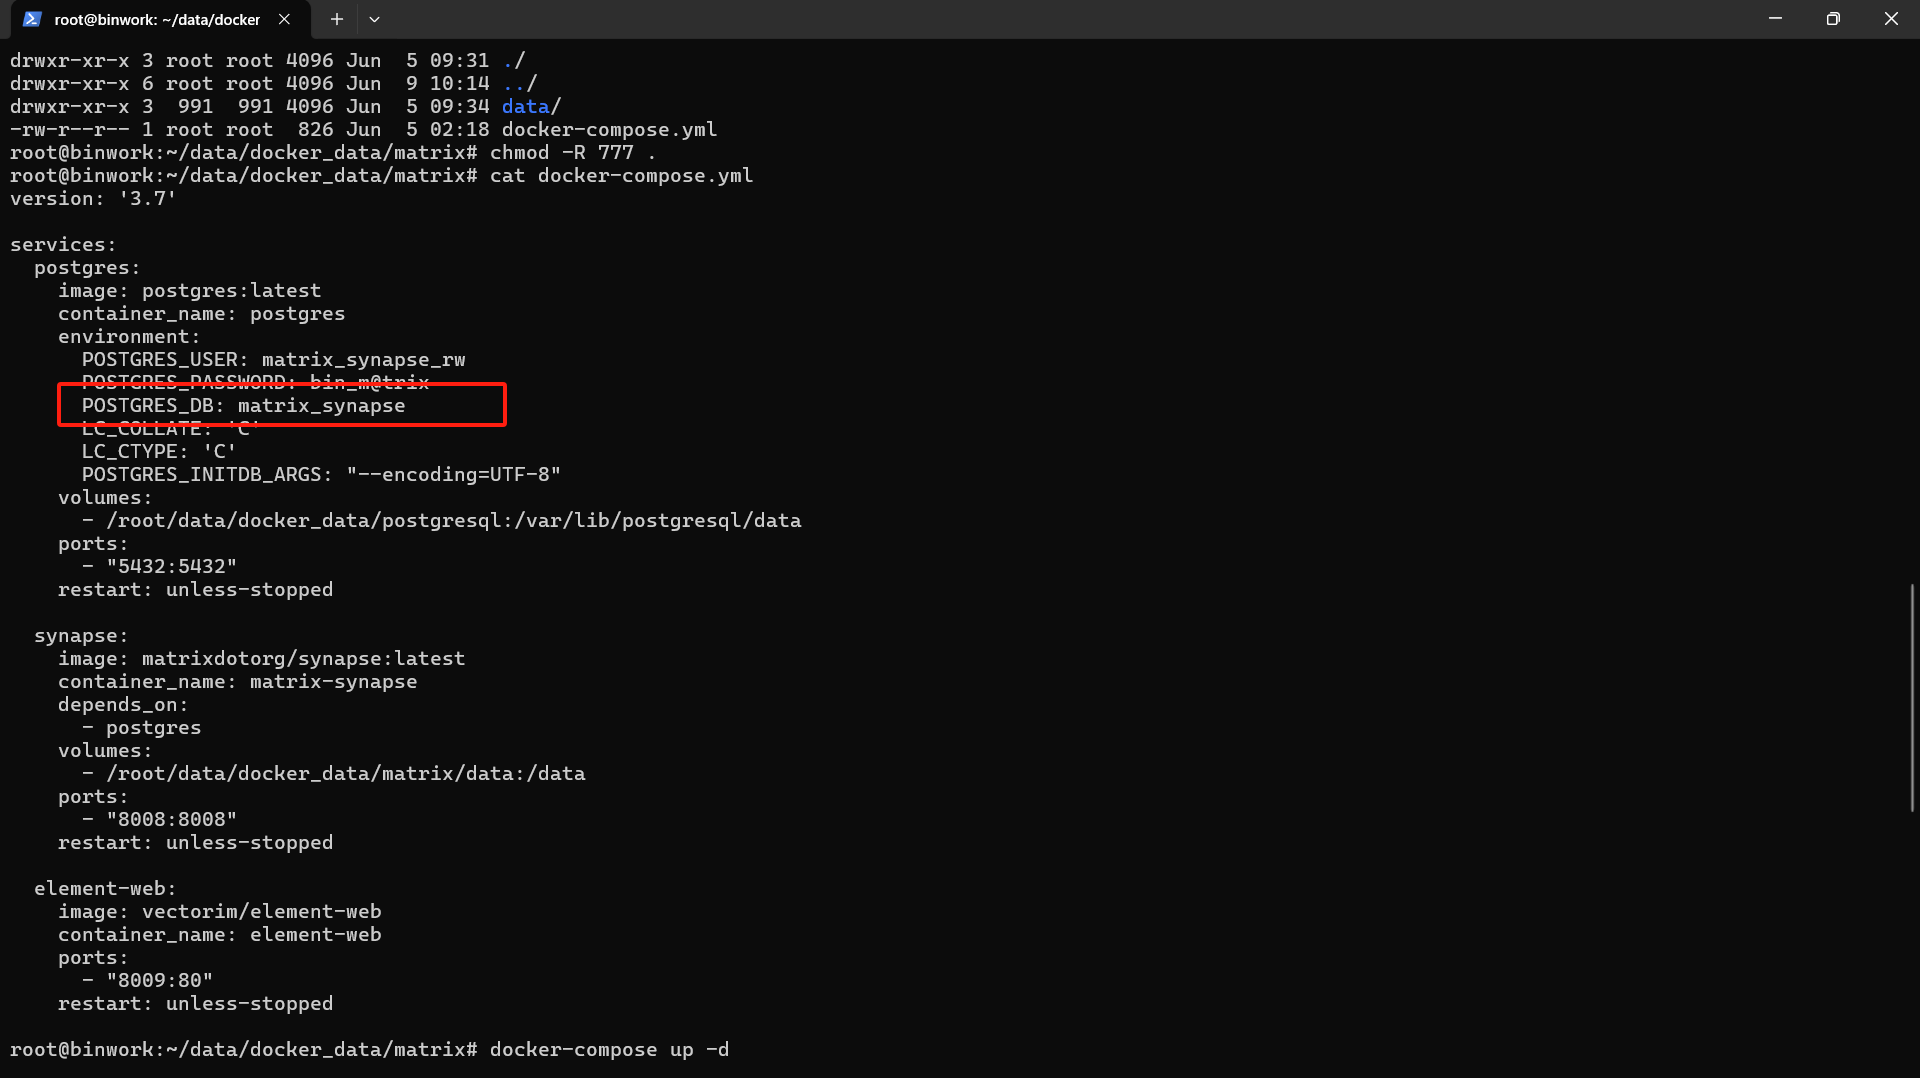 root@binwork: ~/data/docker
drwxr-xr-x 3 root root 4096 Jun  5 09:31 ./
drwxr-xr-x 6 root root 4096 Jun  9 10:14 ../
drwxr-xr-x 3  991  991 4096 Jun  5 09:34 data/
-rw-r--r-- 1 root root  826 Jun  5 02:18 docker-compose.yml
root@binwork:~/data/docker_data/matrix# chmod -R 777 .
root@binwork:~/data/docker_data/matrix# cat docker-compose.yml
version: '3.7'

services:
  postgres:
    image: postgres:latest
    container_name: postgres
    environment:
      POSTGRES_USER: matrix_synapse_rw
      POSTGRES_PASSWORD: bin_m@trix
      POSTGRES_DB: matrix_synapse
      LC_COLLATE: 'C'
      LC_CTYPE: 'C'
      POSTGRES_INITDB_ARGS: "--encoding=UTF-8"
    volumes:
      - /root/data/docker_data/postgresql:/var/lib/postgresql/data
    ports:
      - "5432:5432"
    restart: unless-stopped

  synapse:
    image: matrixdotorg/synapse:latest
    container_name: matrix-synapse
    depends_on:
      - postgres
    volumes:
      - /root/data/docker_data/matrix/data:/data
    ports:
      - "8008:8008"
    restart: unless-stopped

  element-web:
    image: vectorim/element-web
    container_name: element-web
    ports:
      - "8009:80"
    restart: unless-stopped

root@binwork:~/data/docker_data/matrix# docker-compose up -d